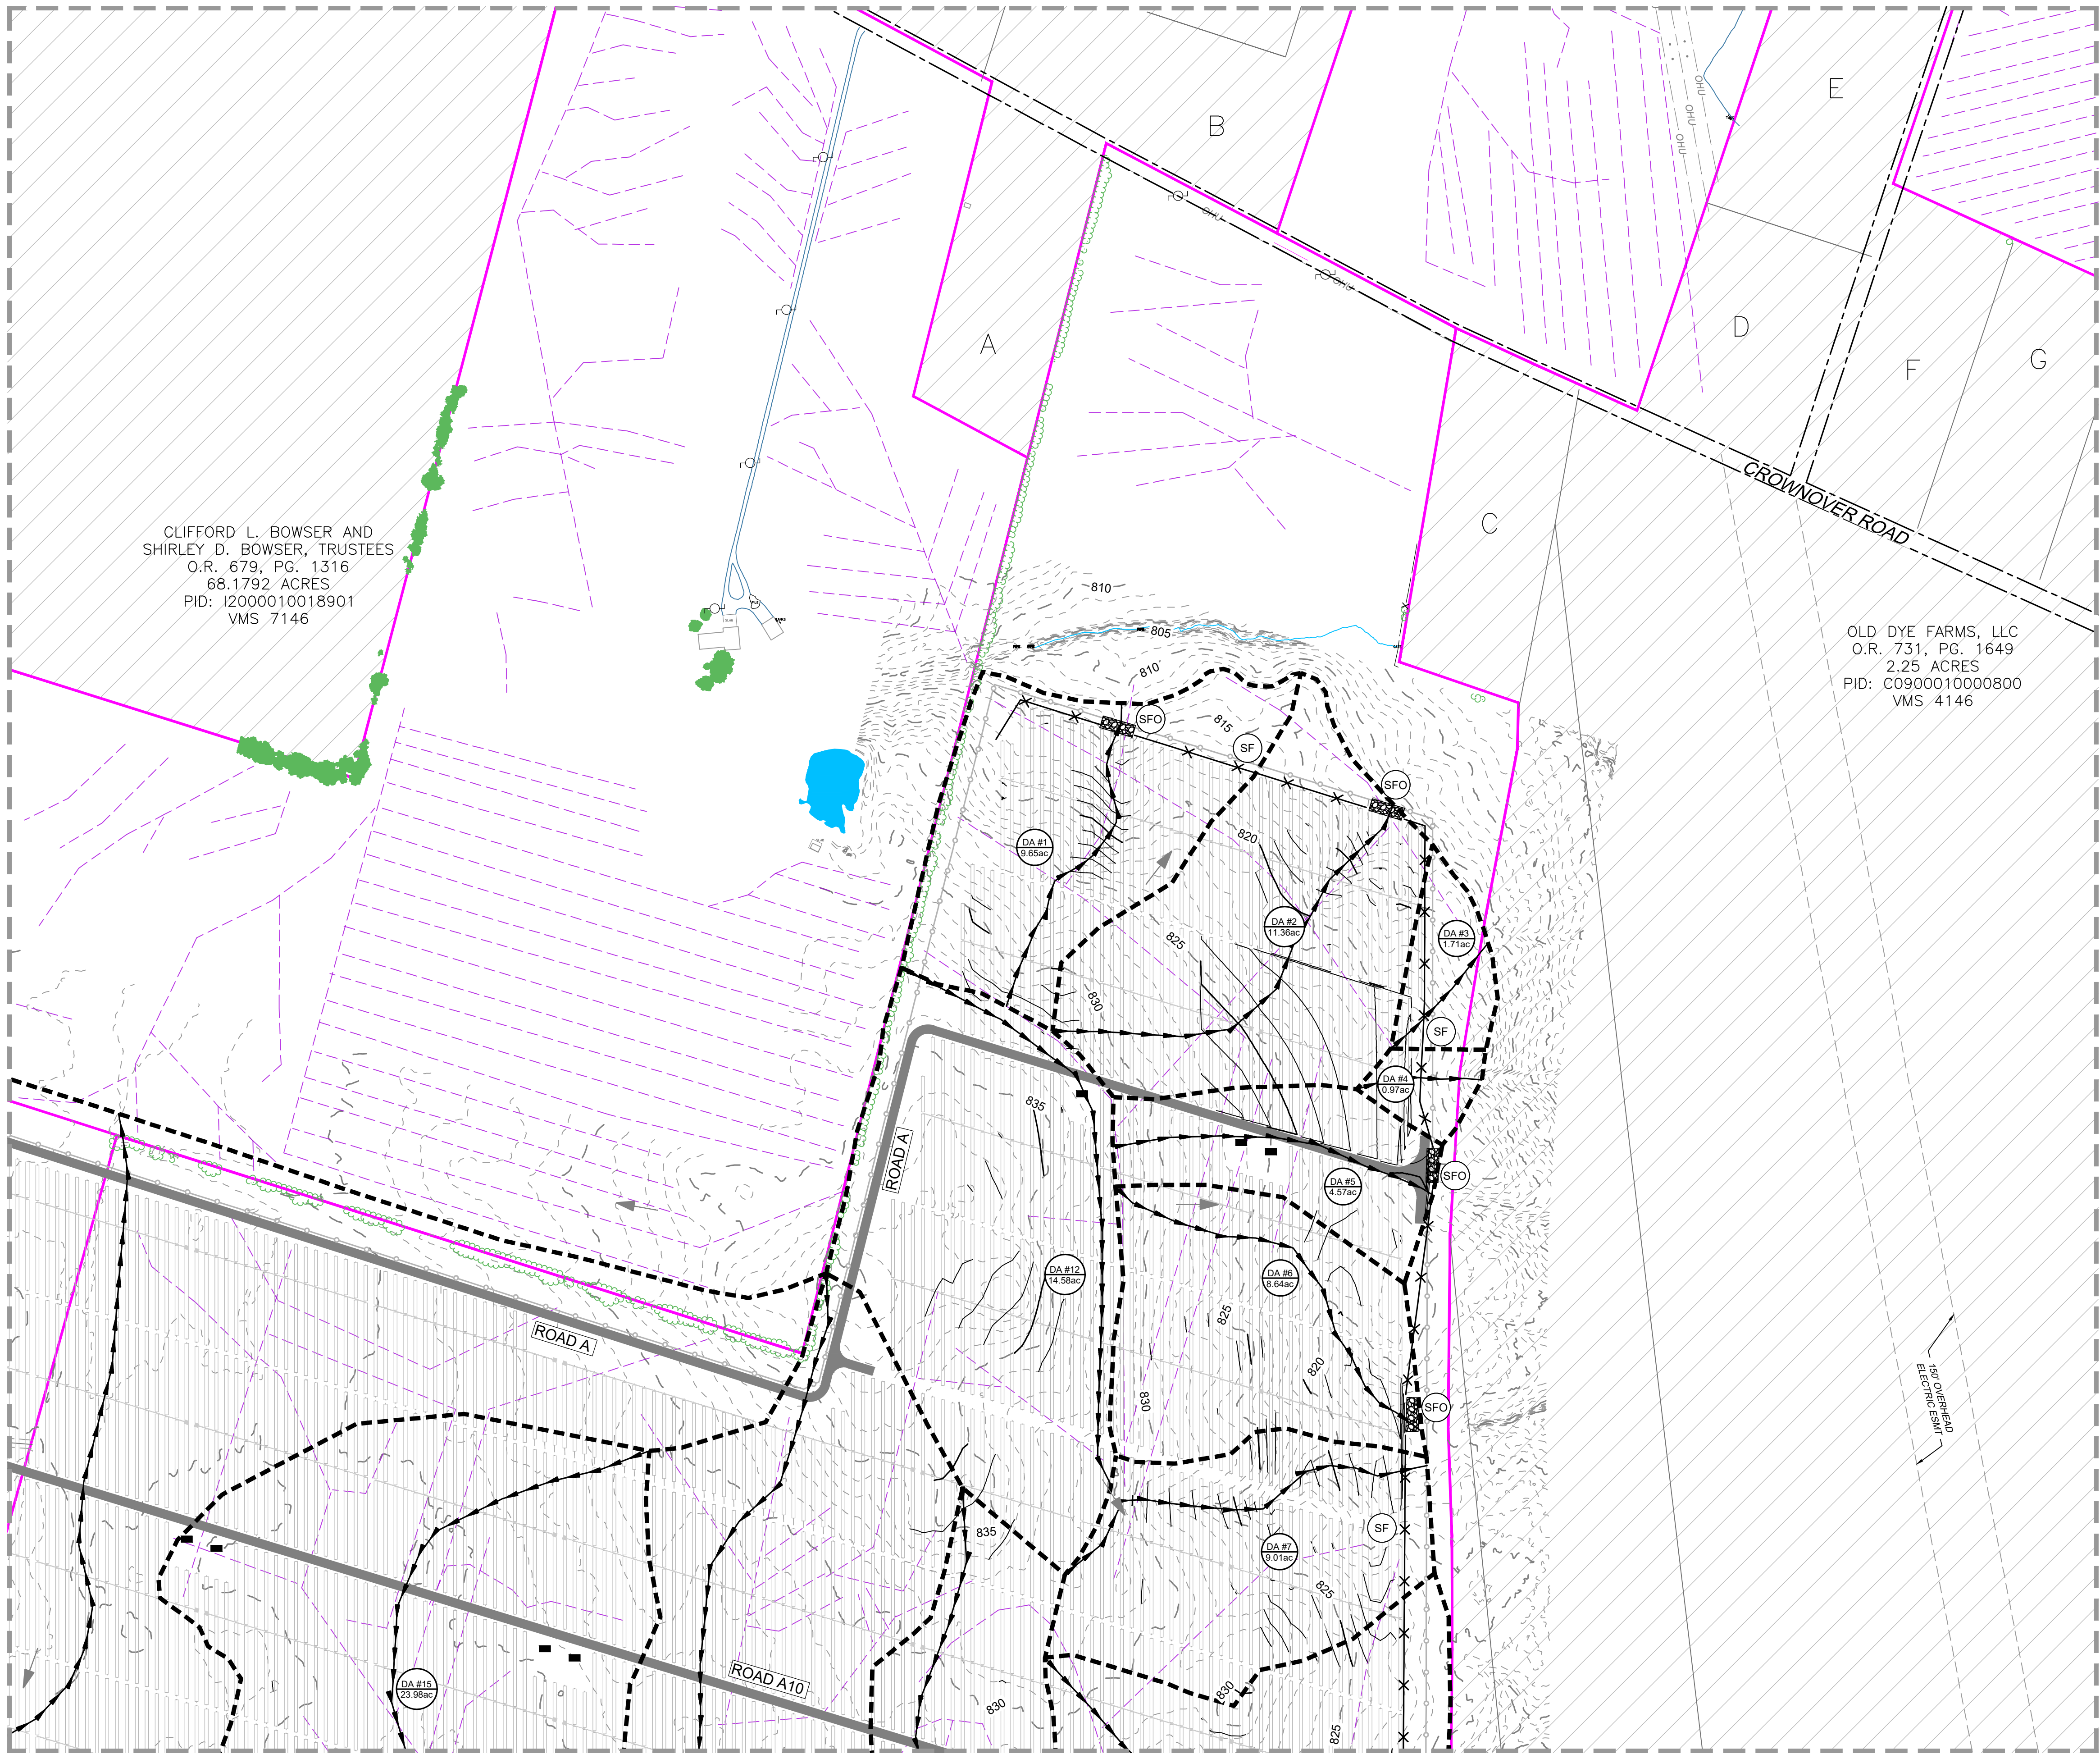 B
E
OHU
OHU
OHU
OHU
OHU
A
D
F
G
C
CROWNOVER ROAD
CLIFFORD L. BOWSER AND
SHIRLEY D. BOWSER, TRUSTEES
O.R. 679, PG. 1316
68.1792 ACRES
PID: I2000010018901
VMS 7146
OLD DYE FARMS, LLC
O.R. 731, PG. 1649
2.25 ACRES
PID: C0900010000800
VMS 4146
810
805
810
SFO
815
SF
SFO
820
DA #1
9.65ac
DA #2
11.36ac
825
DA #3
1.71ac
830
SF
DA #4
0.97ac
835
ROAD A
SFO
DA #5
4.57ac
DA #12
14.58ac
DA #6
8.64ac
825
ROAD A
820
830
SFO
150' OVERHEAD
ELECTRIC ESMT
835
SF
DA #7
9.01ac
825
DA #15
23.98ac
ROAD A10
830
830
825